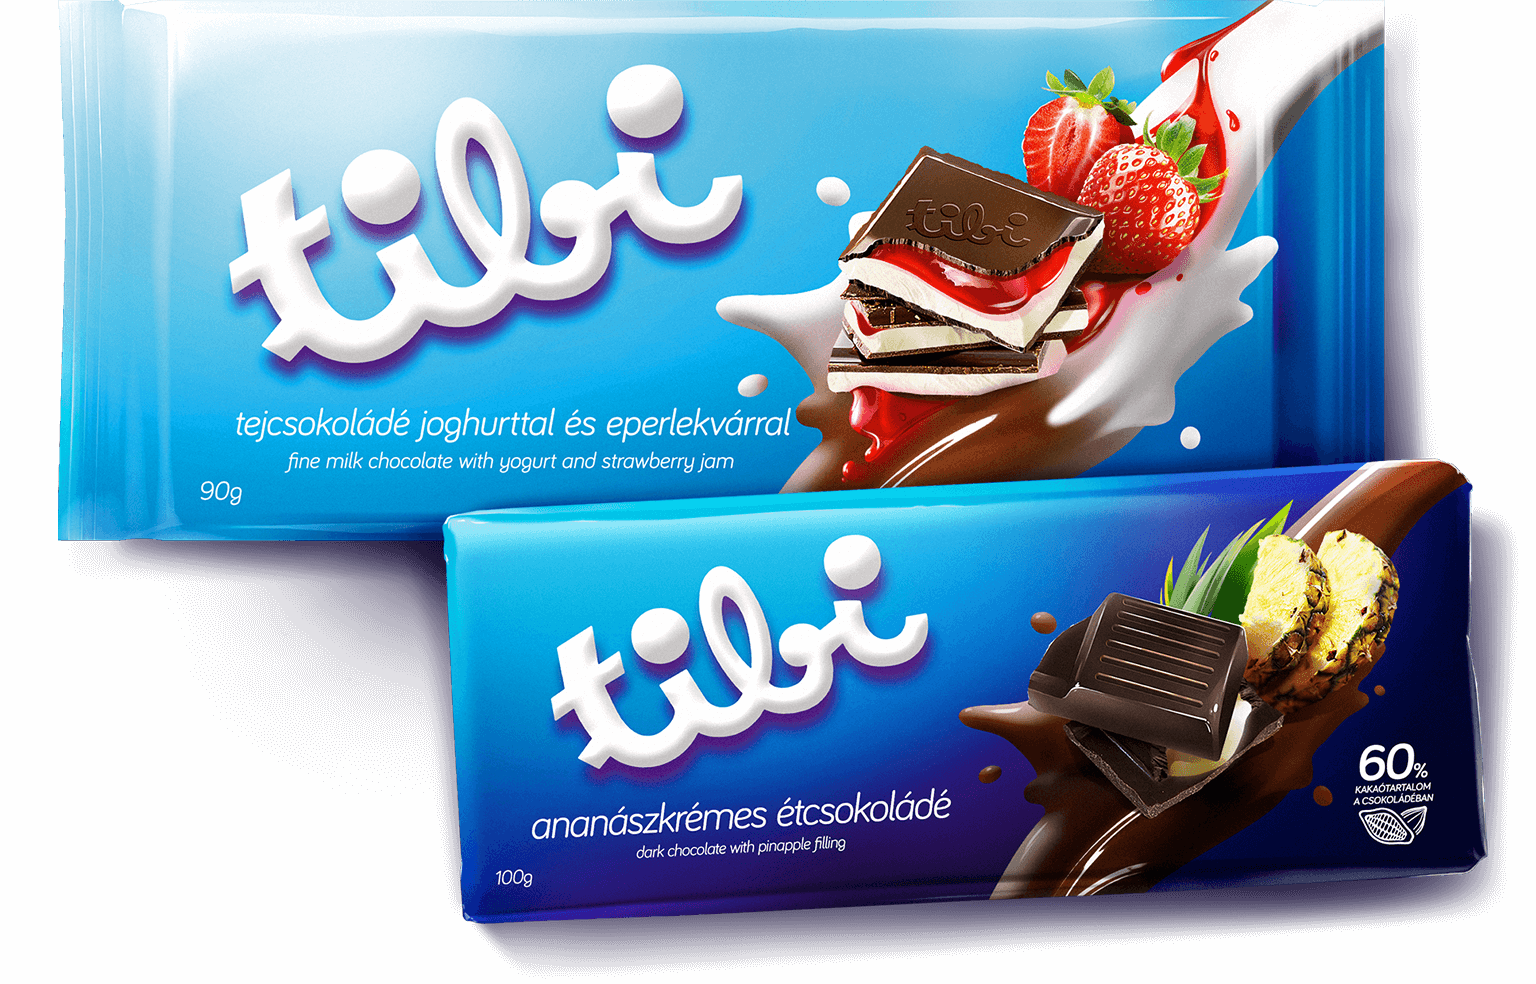 tibi
tibi
tejcsokoládé joghurttal és eperlekvárral
fine milk chocolate with yogurt and strawberry jam
90g
tibi
ananászkrémes étcsokoládé
dark chocolate with pinapple filling
100g
60%
KAKAÓTARTALOM
A CSOKOLÁDÉBAN